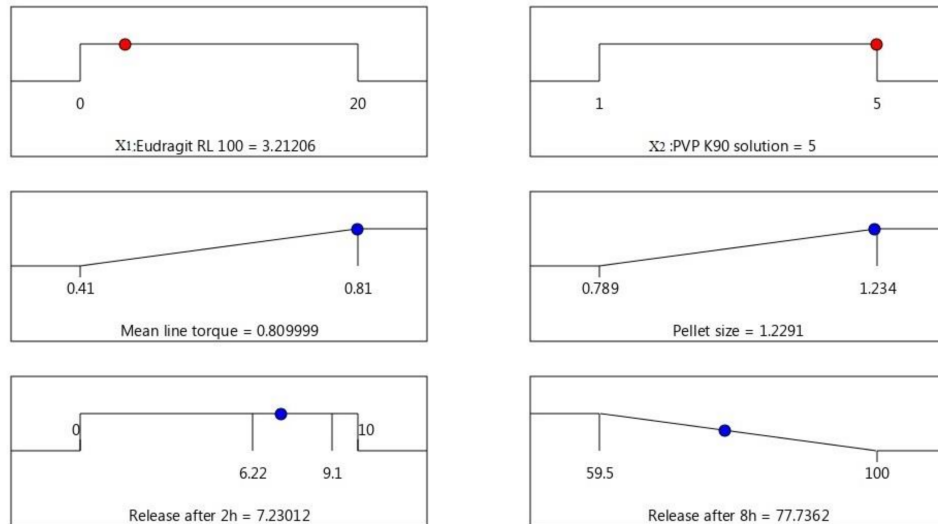 0 20
X1:Eudragit RL 100 = 3.21206
1 5
X2 :PVP K90 solution = 5
0.41 0.81
Mean line torque = 0.809999
0.789 1.234
Pellet size = 1.2291
0 10
6.22 9.1
Release after 2h = 7.23012
59.5 100
Release after 8h = 77.7362